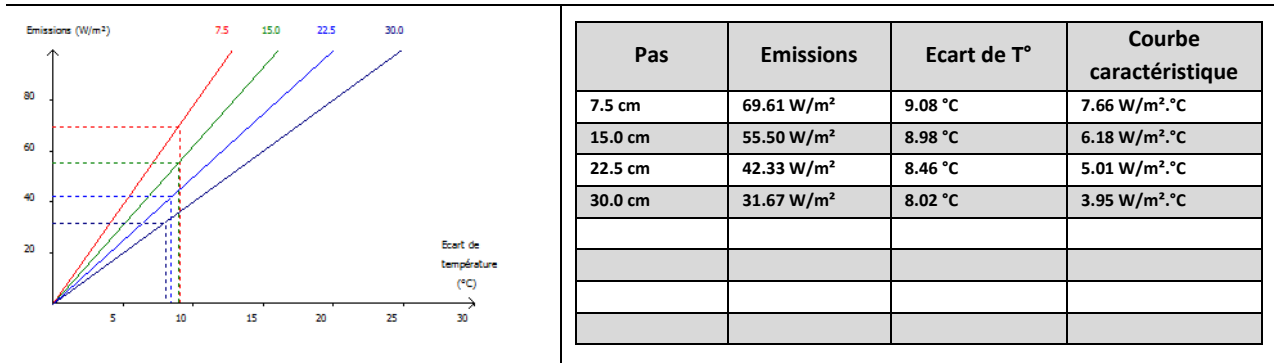 Emissions (W/m²)
7.5 15.0 22.5 30.0
80
60
40
20
Ecart de
température
(°C)
5 10 15 20 25 30
Pas Emissions Ecart de T° Courbe
caractéristique
7.5 cm 69.61 W/m² 9.08 °C 7.66 W/m².°C
15.0 cm 55.50 W/m² 8.98 °C 6.18 W/m².°C
22.5 cm 42.33 W/m² 8.46 °C 5.01 W/m².°C
30.0 cm 31.67 W/m² 8.02 °C 3.95 W/m².°C